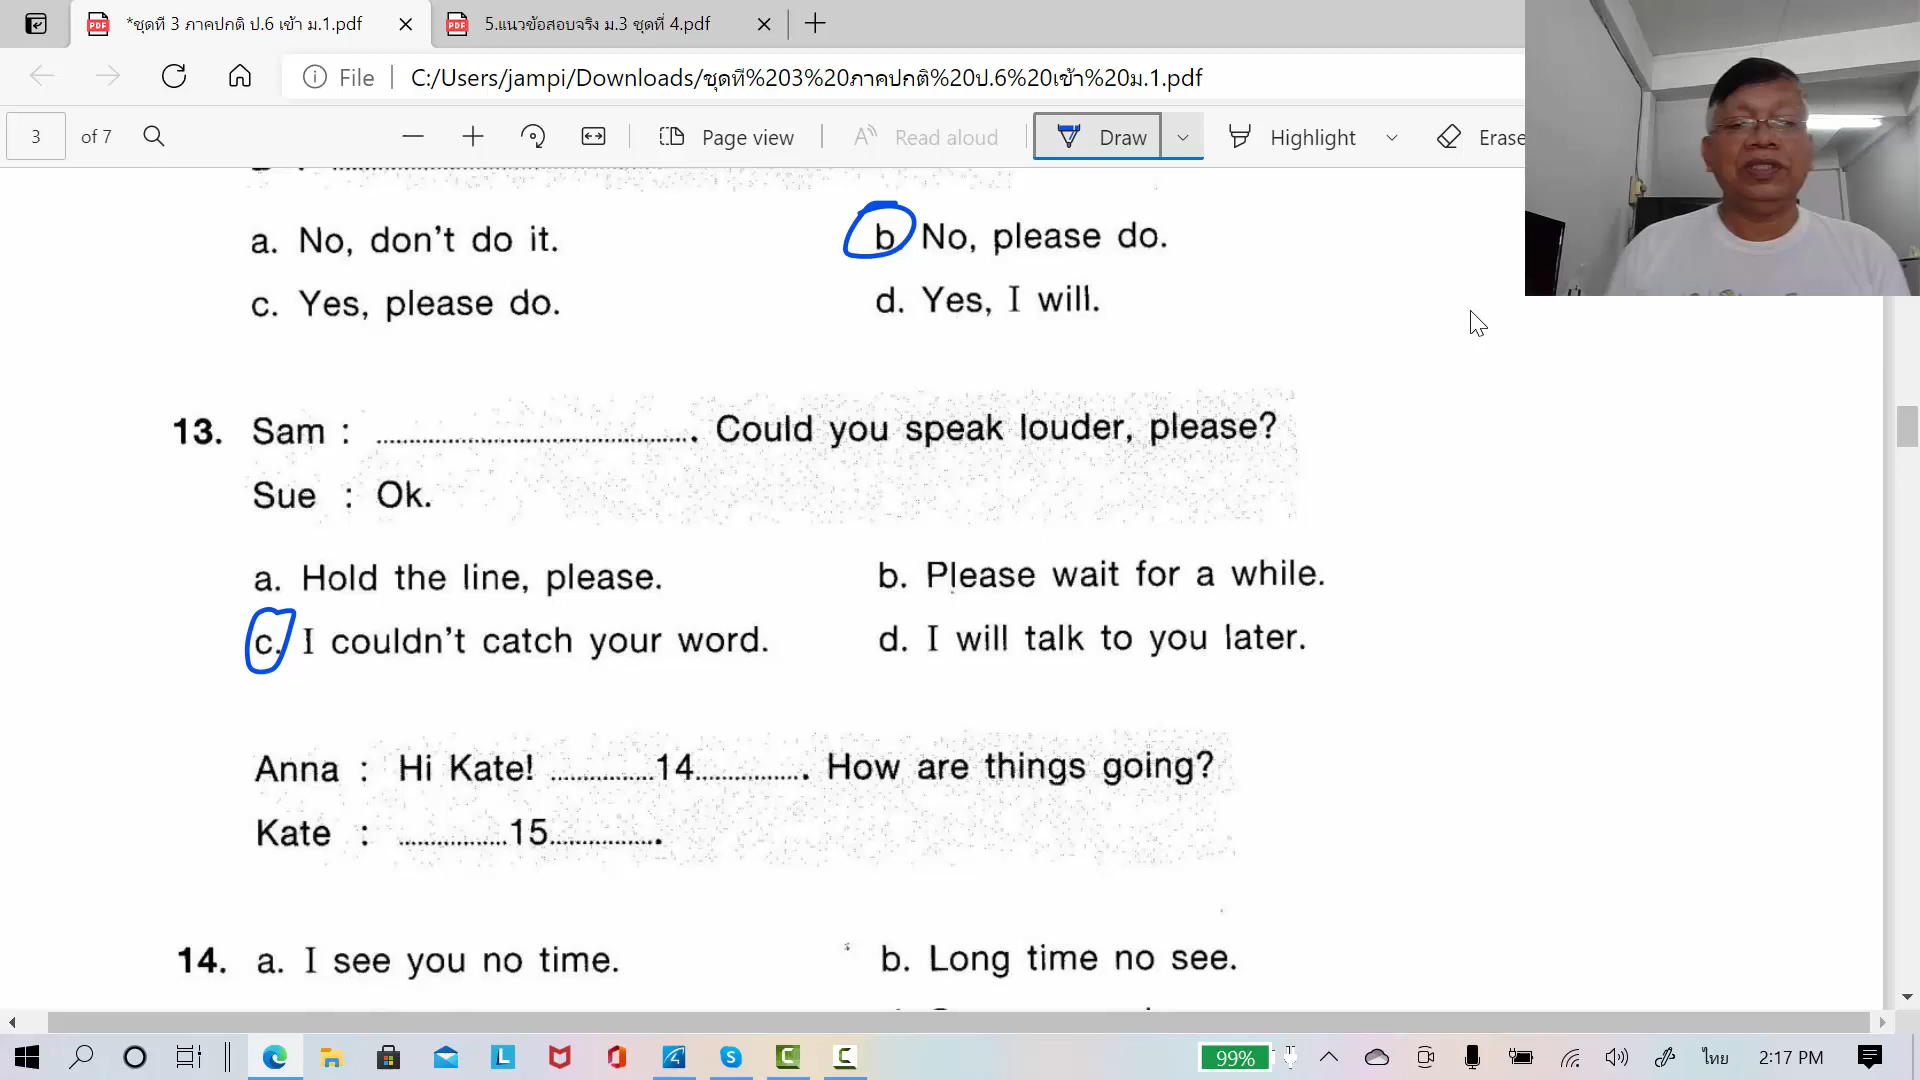 *ชุดที่ 3 ภาคปกติ ป.6 เข้า ม.1.pdf
5.แนวข้อสอบจริง ม.3 ชุดที่ 4.pdf
File
C:/Users/jampi/Downloads/ชุดที่%203%20ภาคปกติ%20ป.6%20เข้า%20ม.1.pdf
3 of 7
Page view
Read aloud
Draw
Highlight
Erase
a. No, don't do it.
b No, please do.
c. Yes, please do.
d. Yes, I will.
13. Sam : .......................................... Could you speak louder, please?
Sue : Ok.
a. Hold the line, please.
b. Please wait for a while.
c. I couldn't catch your word.
d. I will talk to you later.
Anna : Hi Kate! ..............14............... How are things going?
Kate : ...............15...............
14. a. I see you no time.
b. Long time no see.
99%
ไทย
2:17 PM